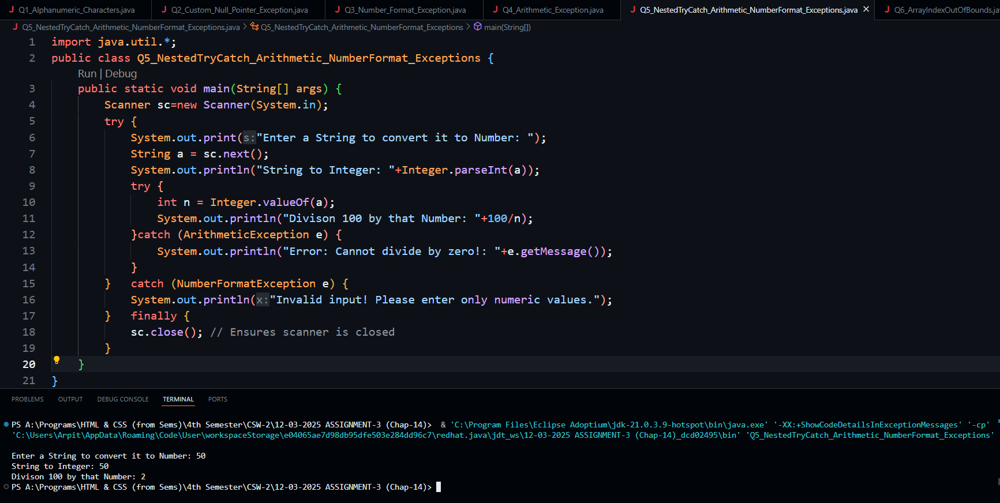 Q1_Alphanumeric_Characters.java
Q2_Custom_Null_Pointer_Exception.java
Q3_Number_Format_Exception.java
Q4_Arithmetic_Exception.java
Q5_NestedTryCatch_Arithmetic_NumberFormat_Exceptions.java
Q6_ArrayIndexOutOfBounds.ja
Q5_NestedTryCatch_Arithmetic_NumberFormat_Exceptions.java > Q5_NestedTryCatch_Arithmetic_NumberFormat_Exceptions > main(String[])
1 import java.util.*;
2 public class Q5_NestedTryCatch_Arithmetic_NumberFormat_Exceptions {
Run | Debug
3 public static void main(String[] args) {
4 Scanner sc=new Scanner(System.in);
5 try {
6 System.out.print(s:"Enter a String to convert it to Number: ");
7 String a = sc.next();
8 System.out.println("String to Integer: "+Integer.parseInt(a));
9 try {
10 int n = Integer.valueOf(a);
11 System.out.println("Divison 100 by that Number: "+100/n);
12 }catch (ArithmeticException e) {
13 System.out.println("Error: Cannot divide by zero!: "+e.getMessage());
14 }
15 } catch (NumberFormatException e) {
16 System.out.println(x:"Invalid input! Please enter only numeric values.");
17 } finally {
18 sc.close(); // Ensures scanner is closed
19 }
20 }
21 }
PROBLEMS OUTPUT DEBUG CONSOLE TERMINAL PORTS
PS A:\Programs\HTML & CSS (from Sems)\4th Semester\CSW-2\12-03-2025 ASSIGNMENT-3 (Chap-14)> & 'C:\Program Files\Eclipse Adoptium\jdk-21.0.3.9-hotspot\bin\java.exe' '-XX:+ShowCodeDetailsInExceptionMessages' '-cp'
'C:\Users\Arpit\AppData\Roaming\Code\User\workspaceStorage\e04065ae7d98db95dfe503e284dd96c7\redhat.java\jdt_ws\12-03-2025 ASSIGNMENT-3 (Chap-14)_dcd02495\bin' 'Q5_NestedTryCatch_Arithmetic_NumberFormat_Exceptions'
Enter a String to convert it to Number: 50
String to Integer: 50
Divison 100 by that Number: 2
PS A:\Programs\HTML & CSS (from Sems)\4th Semester\CSW-2\12-03-2025 ASSIGNMENT-3 (Chap-14)>